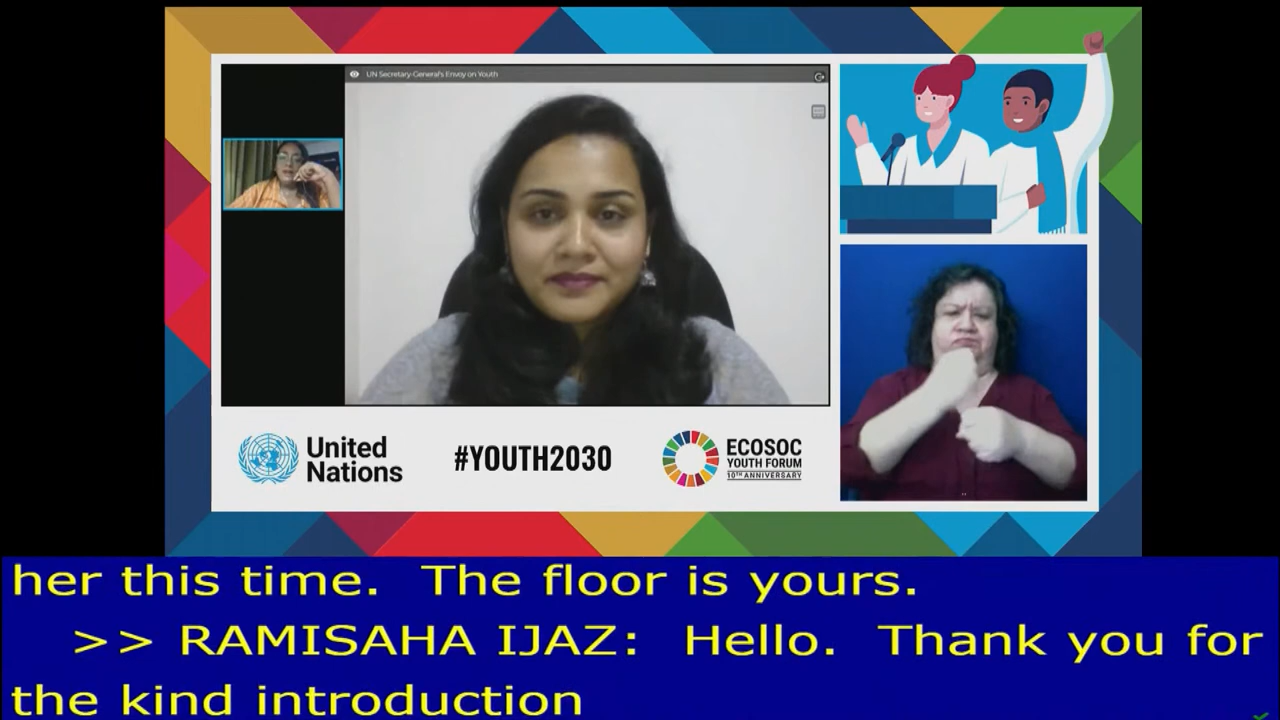 UN Secretary-General's Envoy on Youth
United
Nations
#YOUTH2030
ECOSOC
YOUTH FORUM
10TH ANNIVERSARY
her this time.  The floor is yours.
>> RAMISAHA IJAZ:  Hello.  Thank you for
the kind introduction